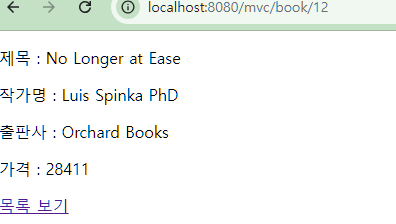 localhost:8080/mvc/book/12
제목 : No Longer at Ease
작가명 : Luis Spinka PhD
출판사 : Orchard Books
가격 : 28411
목록 보기